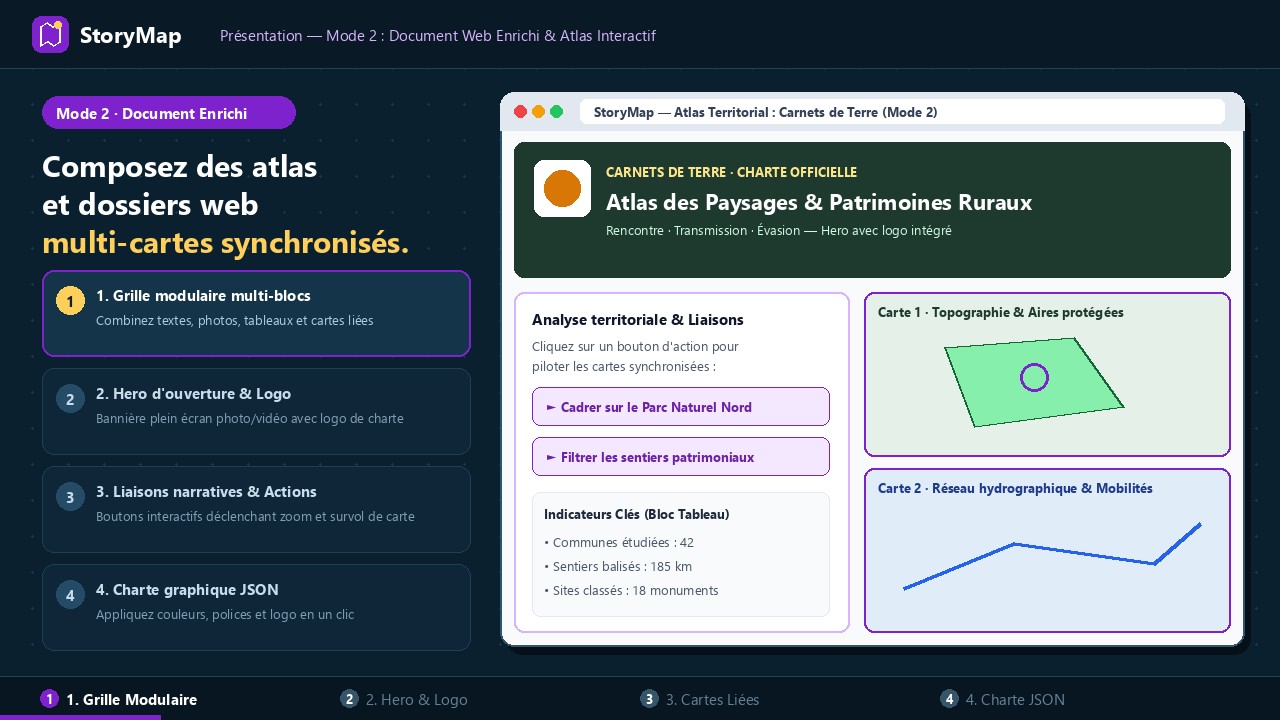 StoryMap
Présentation — Mode 2 : Document Web Enrichi & Atlas Interactif
Mode 2 · Document Enrichi
Composez des atlas
et dossiers web
multi-cartes synchronisés.
1
1. Grille modulaire multi-blocs
Combinez textes, photos, tableaux et cartes liées
2
2. Hero d'ouverture & Logo
Bannière plein écran photo/vidéo avec logo de charte
3
3. Liaisons narratives & Actions
Boutons interactifs déclenchant zoom et survol de carte
4
4. Charte graphique JSON
Appliquez couleurs, polices et logo en un clic
StoryMap — Atlas Territorial : Carnets de Terre (Mode 2)
CARNETS DE TERRE · CHARTE OFFICIELLE
Atlas des Paysages & Patrimoines Ruraux
Rencontre · Transmission · Évasion — Hero avec logo intégré
Analyse territoriale & Liaisons
Cliquez sur un bouton d'action pour
piloter les cartes synchronisées :
► Cadrer sur le Parc Naturel Nord
► Filtrer les sentiers patrimoniaux
Indicateurs Clés (Bloc Tableau)
• Communes étudiées : 42
• Sentiers balisés : 185 km
• Sites classés : 18 monuments
Carte 1 · Topographie & Aires protégées
Carte 2 · Réseau hydrographique & Mobilités
1 1. Grille Modulaire
2 2. Hero & Logo
3 3. Cartes Liées
4 4. Charte JSON